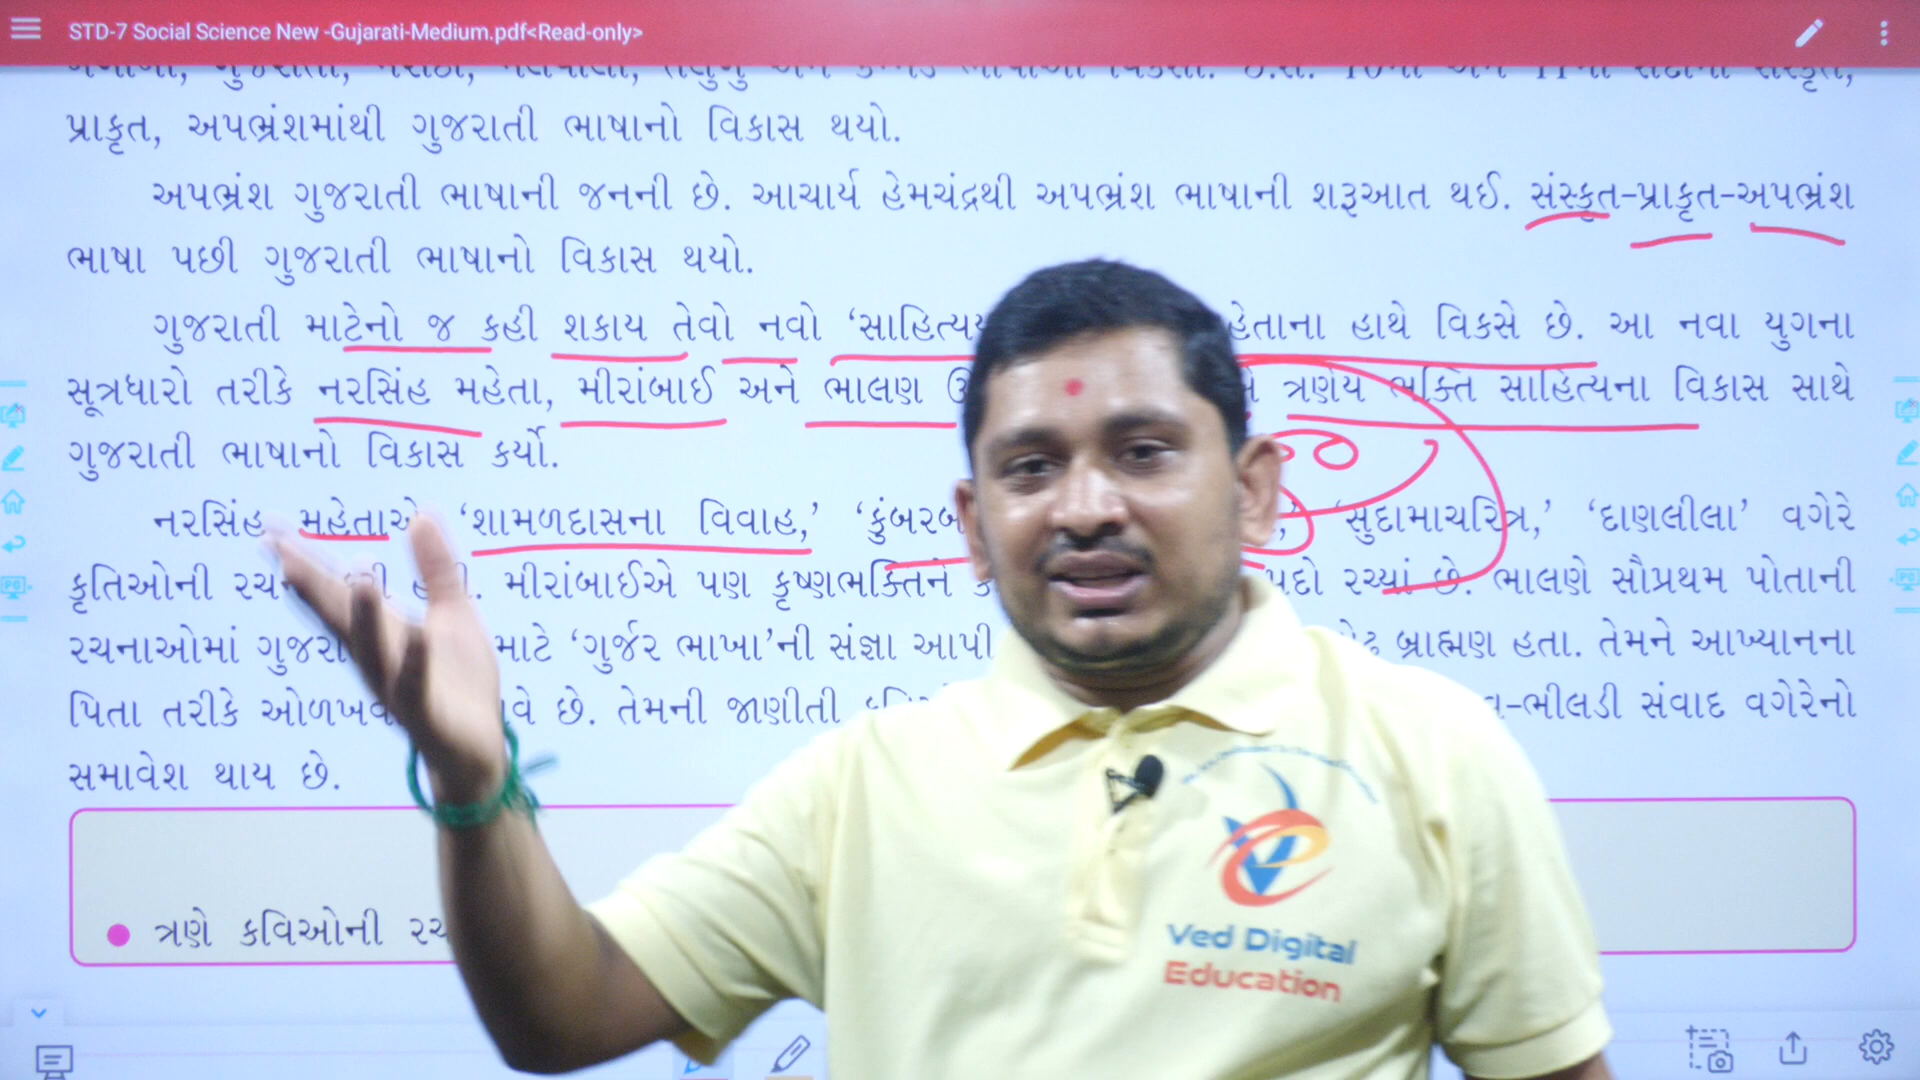 STD-7 Social Science New -Gujarati-Medium.pdf<Read-only>
પ્રાકૃત, અપભ્રંશમાંથી ગુજરાતી ભાષાનો વિકાસ થયો.
અપભ્રંશ ગુજરાતી ભાષાની જનની છે. આચાર્ય હેમચંદ્રથી અપભ્રંશ ભાષાની શરૂઆત થઈ. સંસ્કૃત-પ્રાકૃત-અપભ્રંશ
ભાષા પછી ગુજરાતી ભાષાનો વિકાસ થયો.
ગુજરાતી માટેનો જ કહી શકાય તેવો નવો હાથે વિકસે છે. આ નવા યુગના
સૂત્રધારો તરીકે નરસિંહ મહેતા, મીરાંબાઈ અને ભાલણ ત્રણેય ભક્તિ સાહિત્યના વિકાસ સાથે
ગુજરાતી ભાષાનો વિકાસ કર્યો.
નરસિંહ મહેતાએ ‘શામળદાસના વિવાહ,’ ‘સુદામાચરિત્ર,’ ‘દાણલીલા’ વગેરે
કૃતિઓની મીરાંબાઈએ પણ કૃષ્ણભક્તિને પદો રચ્યાં છે. ભાલણે સૌપ્રથમ પોતાની
રચનાઓમાં માટે ‘ગુર્જર ભાખા’ની સંજ્ઞા આપી બ્રાહ્મણ હતા. તેમને આખ્યાનના
પિતા તરીકે છે. તેમની જાણીતી ભીલડી સંવાદ વગેરેનો
સમાવેશ થાય છે.
ત્રણે કવિઓની
Ved Digital
Education